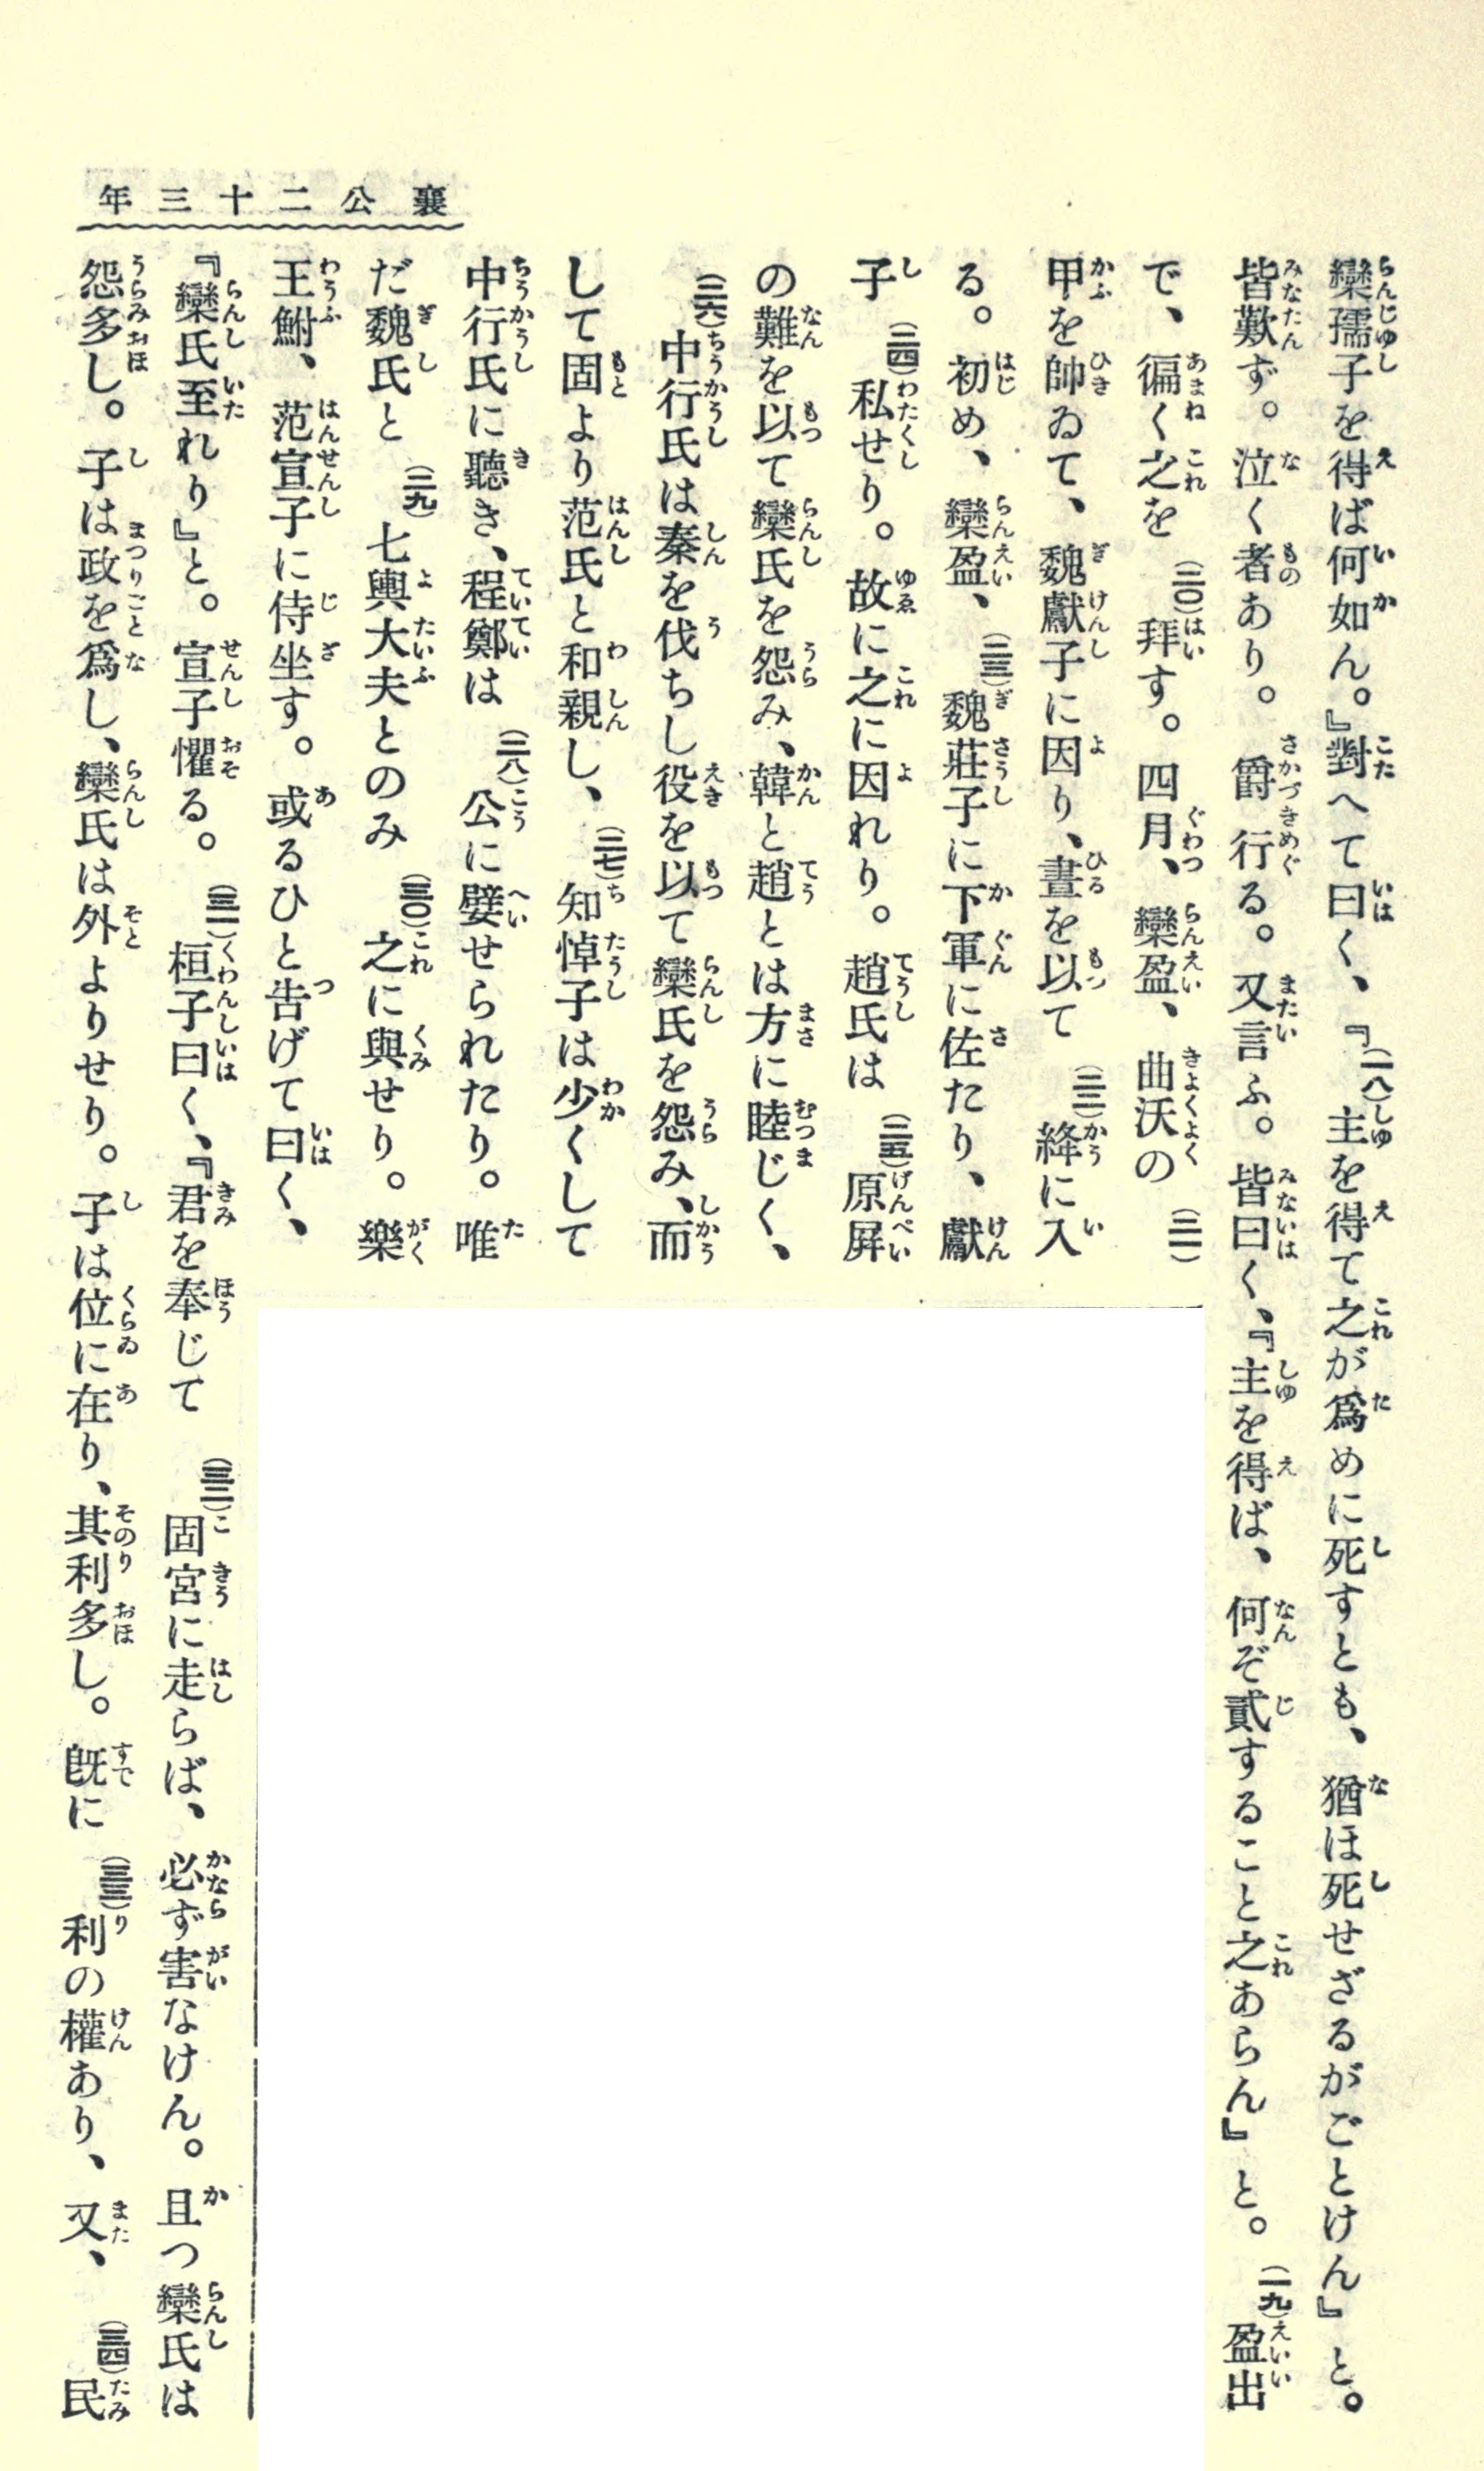 襄公二十三年
欒孺子を得ば何如ん。』對へて曰く、『(一八)主を得て之が爲めに死すとも、猶ほ死せざるがごとけん』と。
皆歎ず。泣く者あり。爵行る。又言ふ。皆曰く、『主を得ば、何ぞ貳すること之あらん』と。(一九)盈出
で、徧く之を(二〇)拜す。四月、欒盈、曲沃の(二一)
甲を帥ゐて、魏獻子に因り、晝を以て(二二)絳に入
る。初め、欒盈、(二三)魏莊子に下軍に佐たり、獻
子(二四)私せり。故に之に因れり。趙氏は(二五)原屛
の難を以て欒氏を怨み、韓と趙とは方に睦じく、
(二六)中行氏は秦を伐ちし役を以て欒氏を怨み、而
して固より范氏と和親し、(二七)知悼子は少くして
中行氏に聽き、程鄭は(二八)公に嬖せられたり。唯
だ魏氏と(二九)七輿大夫とのみ(三〇)之に與せり。樂
王鮒、范宣子に侍坐す。或るひと告げて曰く、
『欒氏至れり』と。宣子懼る。(三一)桓子曰く、『君を奉じて(三二)固宮に走らば、必ず害なけん。且つ欒氏は
怨多し。子は政を爲し、欒氏は外よりせり。子は位に在り、其利多し。既に(三三)利の權あり、又、(三四)民